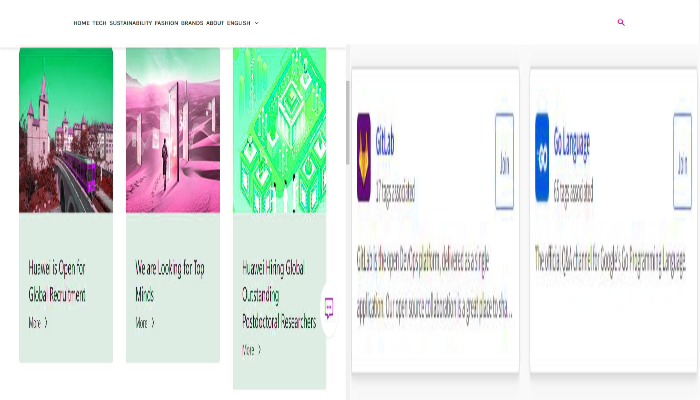 HOME TECH SUSTAINABILITY FASHION BRANDS ABOUT ENGLISH
Huawei is Open for
Global Recruitment
More
We are Looking for Top
Minds
More
Huawei Hiring Global
Outstanding
Postdoctoral Researchers
More
GitLab
17 tags associated
Join
GitLab is the open DevOps platform, delivered as a single
application. Our open source collaboration is a great place to sha...
Go Language
65 tags associated
Join
The official Q&A channel for Google's Go Programming Language.